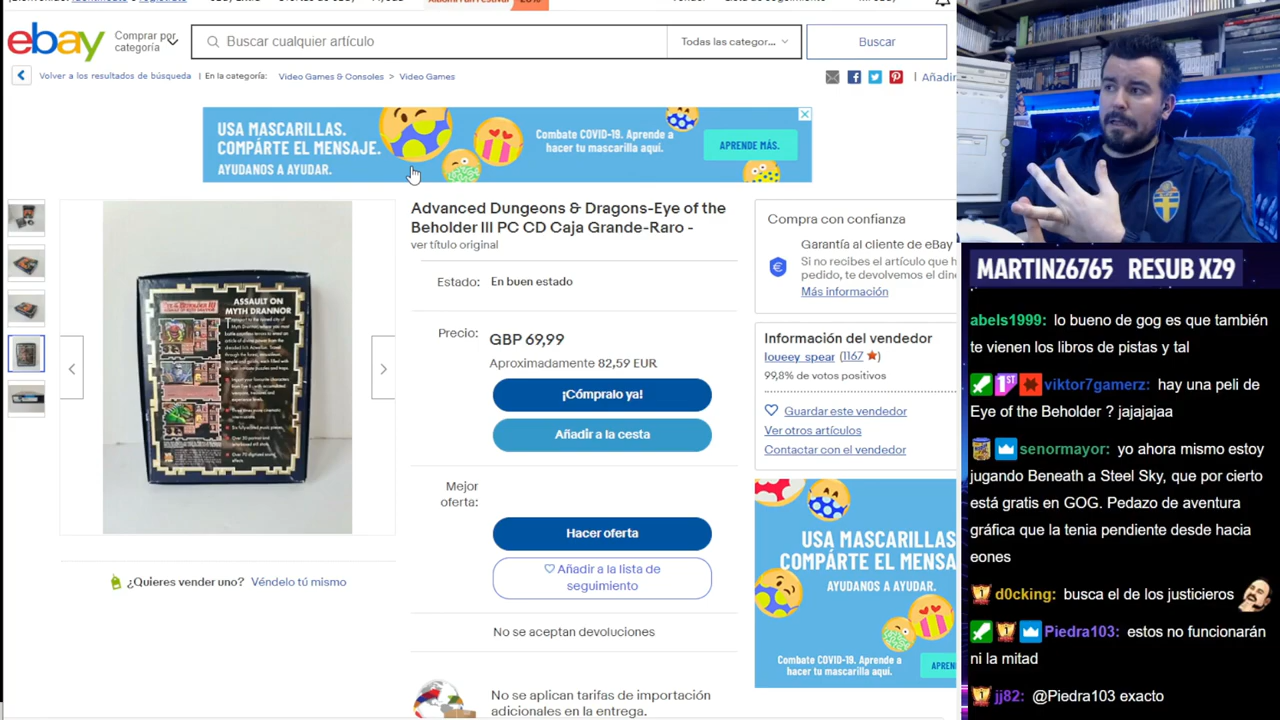 ebay
Comprar por
categoría
Buscar cualquier artículo
Todas las categor...
Buscar
Volver a los resultados de búsqueda
En la categoría:
Video Games & Consoles > Video Games
Añadir
USA MASCARILLAS.
COMPÁRTE EL MENSAJE.
AYUDANOS A AYUDAR.
Combate COVID-19. Aprende a
hacer tu mascarilla aquí.
APRENDE MÁS.
ASSAULT ON
MYTH DRANNOR
Advanced Dungeons & Dragons-Eye of the
Beholder III PC CD Caja Grande-Raro -
ver título original
Estado: En buen estado
Precio: GBP 69,99
Aproximadamente 82,59 EUR
¡Cómpralo ya!
Añadir a la cesta
Mejor
oferta:
Hacer oferta
Añadir a la lista de
seguimiento
No se aceptan devoluciones
No se aplican tarifas de importación
adicionales en la entrega.
¿Quieres vender uno? Véndelo tú mismo
Compra con confianza
Garantía al cliente de eBay
Si no recibes el artículo que h
pedido, te devolvemos el dine
Más información
Información del vendedor
loueey_spear (1167)
99,8% de votos positivos
Guardar este vendedor
Ver otros artículos
Contactar con el vendedor
USA MASCARILLAS
COMPÁRTE EL MENSA
AYUDANOS A AYUDAR.
Combate COVID-19. Aprende a
hacer tu mascarilla aquí.
APREN
MARTIN26765 RESUB X29
abels1999: lo bueno de gog es que también
te vienen los libros de pistas y tal
viktor7gamerz: hay una peli de
Eye of the Beholder ? jajajajaa
senormayor: yo ahora mismo estoy
jugando Beneath a Steel Sky, que por cierto
está gratis en GOG. Pedazo de aventura
gráfica que la tenia pendiente desde hacia
eones
d0cking: busca el de los justicieros
Piedra103: estos no funcionarán
ni la mitad
jj82: @Piedra103 exacto